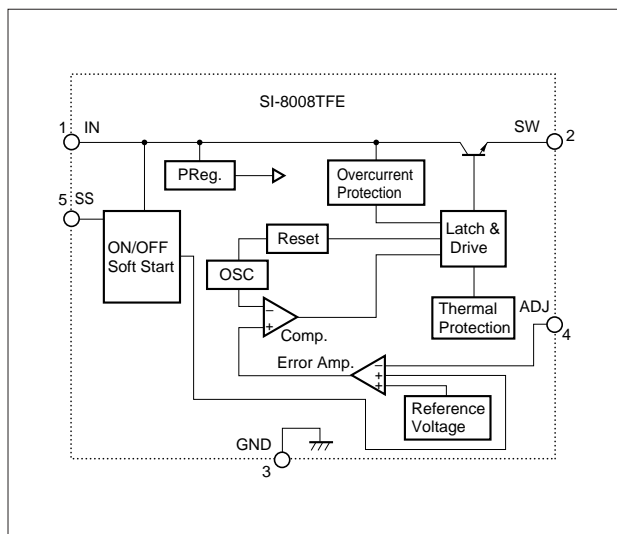 SI-8008TFE
1 IN
SW 2
PReg.
Overcurrent
Protection
5 SS
ON/OFF
Soft Start
Reset
Latch &
Drive
OSC
−
+
Comp.
Thermal
Protection
ADJ
4
Error Amp.
−
+
+
Reference
Voltage
GND
3